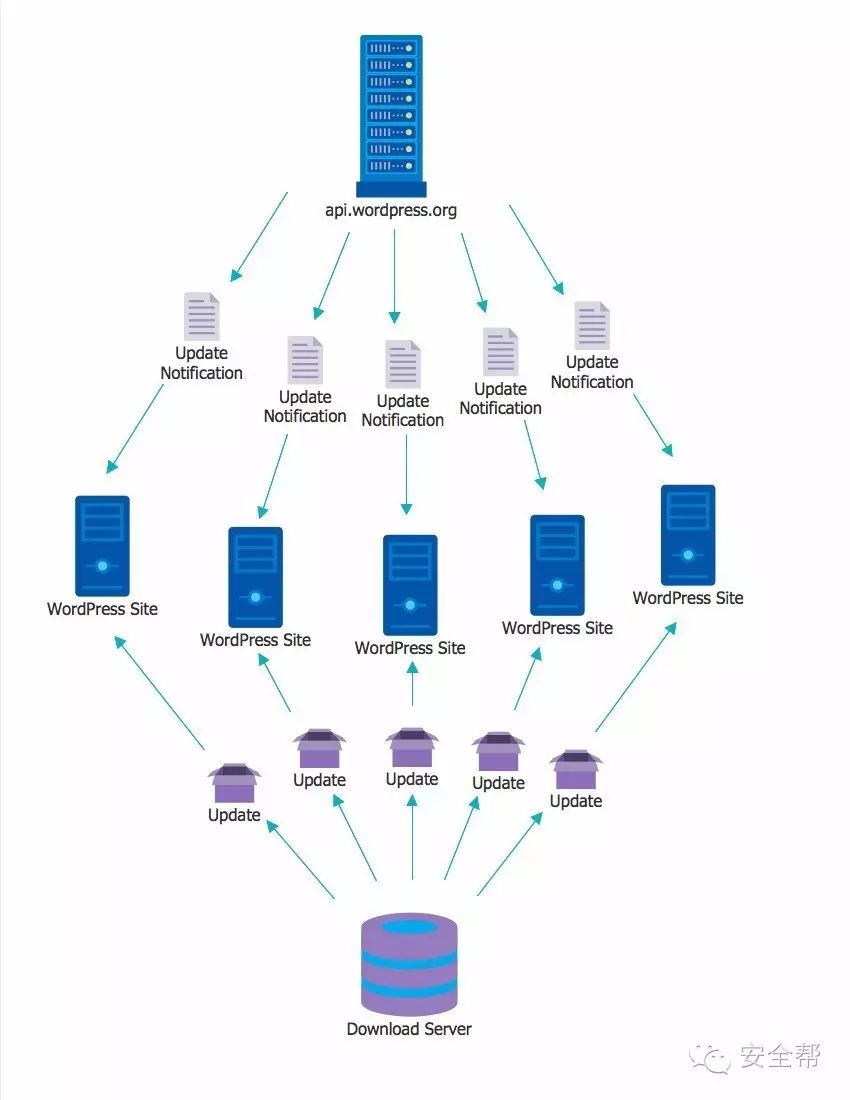 api.wordpress.org
Update
Notification
Update
Notification
Update
Notification
Update
Notification
Update
Notification
WordPress Site
WordPress Site
WordPress Site
WordPress Site
WordPress Site
Update
Update
Update
Update
Update
Download Server
安全帮